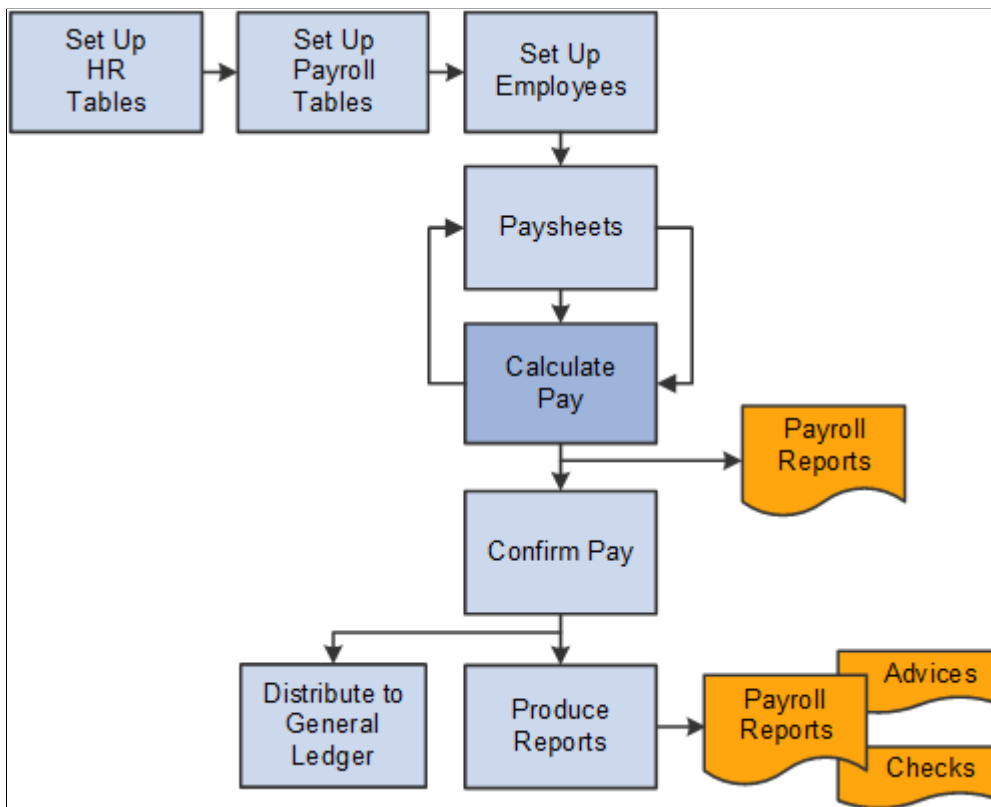 Set Up
HR
Tables
Set Up
Payroll
Tables
Set Up
Employees
Paysheets
Calculate
Pay
Payroll
Reports
Confirm Pay
Distribute to
General
Ledger
Produce
Reports
Payroll
Reports
Advices
Checks